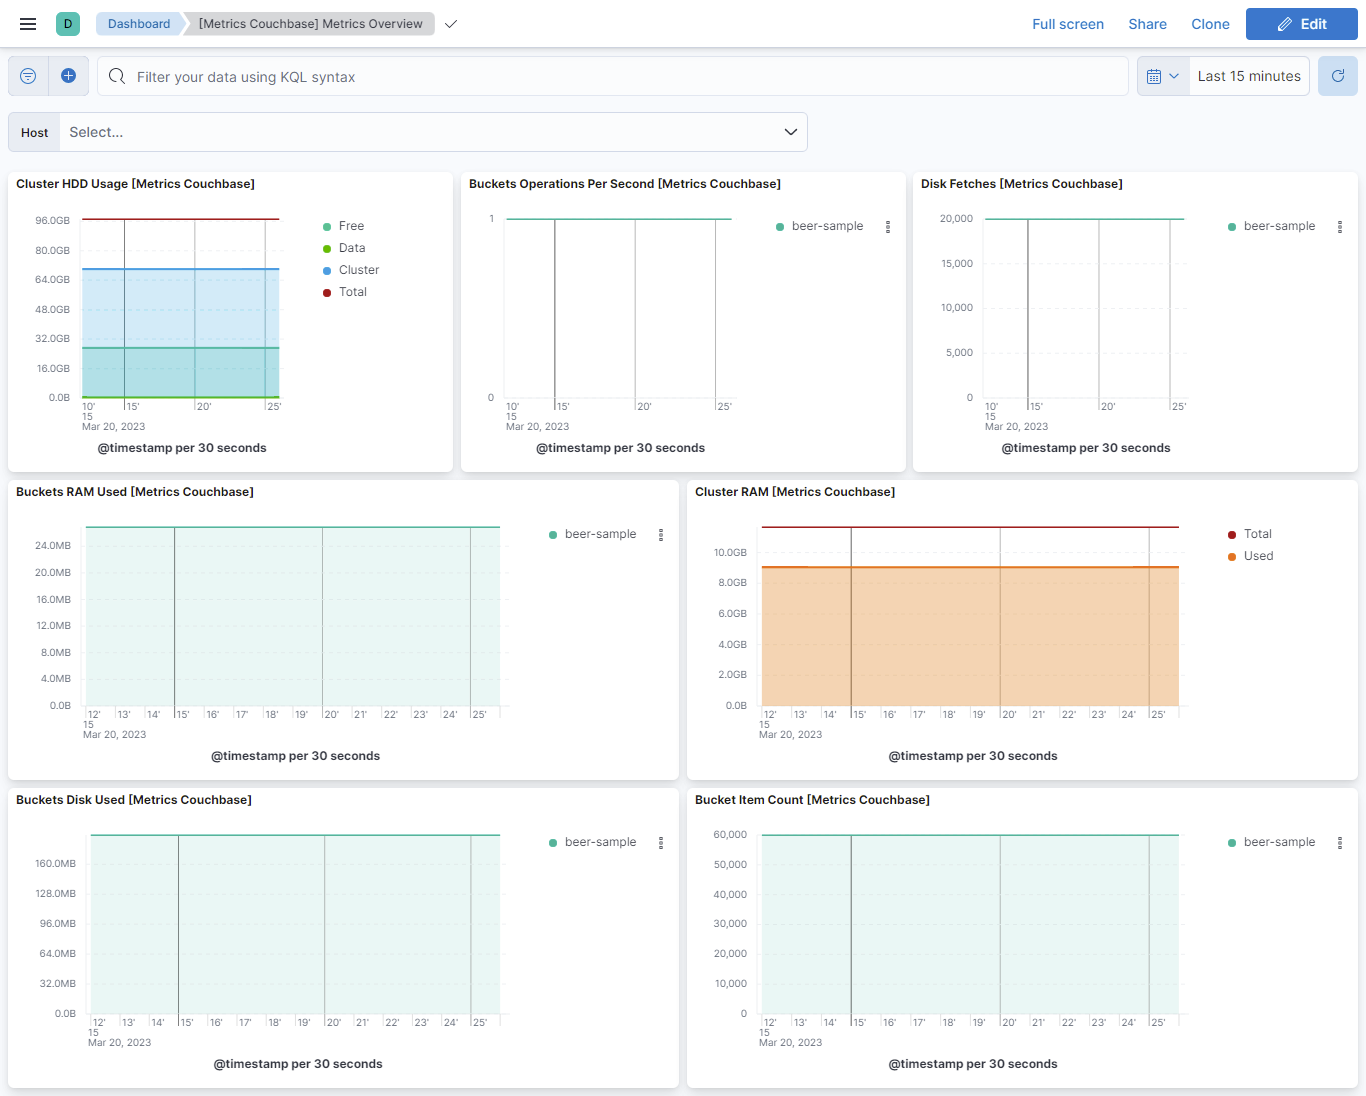 D Dashboard [Metrics Couchbase] Metrics Overview Full screen Share Clone Edit
Filter your data using KQL syntax Last 15 minutes
Host Select...
Cluster HDD Usage [Metrics Couchbase]
96.0GB
80.0GB
64.0GB
48.0GB
32.0GB
16.0GB
0.0B
10' 15' 20' 25'
15
Mar 20, 2023
@timestamp per 30 seconds
Free
Data
Cluster
Total
Buckets Operations Per Second [Metrics Couchbase]
1
0
10' 15' 20' 25'
15
Mar 20, 2023
@timestamp per 30 seconds
beer-sample
Disk Fetches [Metrics Couchbase]
20,000
15,000
10,000
5,000
0
10' 15' 20' 25'
15
Mar 20, 2023
@timestamp per 30 seconds
beer-sample
Buckets RAM Used [Metrics Couchbase]
24.0MB
20.0MB
16.0MB
12.0MB
8.0MB
4.0MB
0.0B
12' 13' 14' 15' 16' 17' 18' 19' 20' 21' 22' 23' 24' 25'
15
Mar 20, 2023
@timestamp per 30 seconds
beer-sample
Cluster RAM [Metrics Couchbase]
10.0GB
8.0GB
6.0GB
4.0GB
2.0GB
0.0B
12' 13' 14' 15' 16' 17' 18' 19' 20' 21' 22' 23' 24' 25'
15
Mar 20, 2023
@timestamp per 30 seconds
Total
Used
Buckets Disk Used [Metrics Couchbase]
160.0MB
128.0MB
96.0MB
64.0MB
32.0MB
0.0B
12' 13' 14' 15' 16' 17' 18' 19' 20' 21' 22' 23' 24' 25'
15
Mar 20, 2023
@timestamp per 30 seconds
beer-sample
Bucket Item Count [Metrics Couchbase]
60,000
50,000
40,000
30,000
20,000
10,000
0
12' 13' 14' 15' 16' 17' 18' 19' 20' 21' 22' 23' 24' 25'
15
Mar 20, 2023
@timestamp per 30 seconds
beer-sample